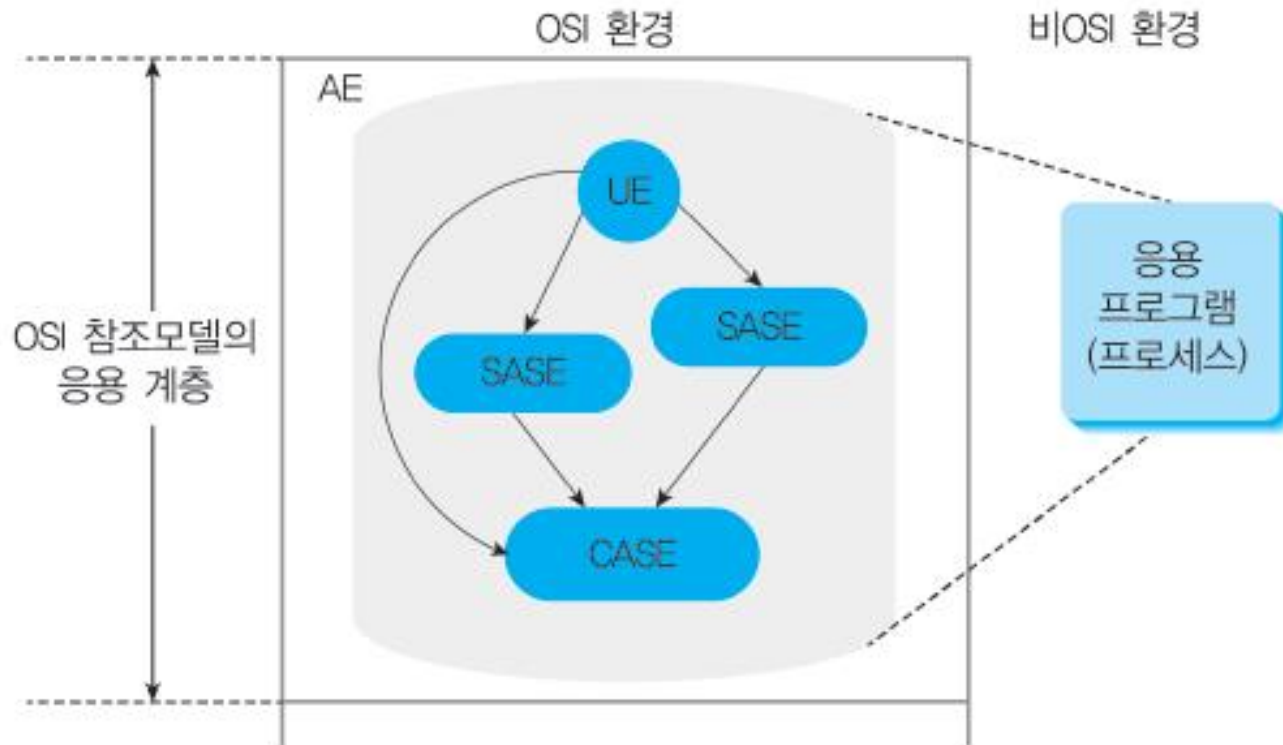 OSI 환경
비OSI 환경
AE
UE
SASE
SASE
CASE
OSI 참조모델의
응용 계층
응용
프로그램
(프로세스)